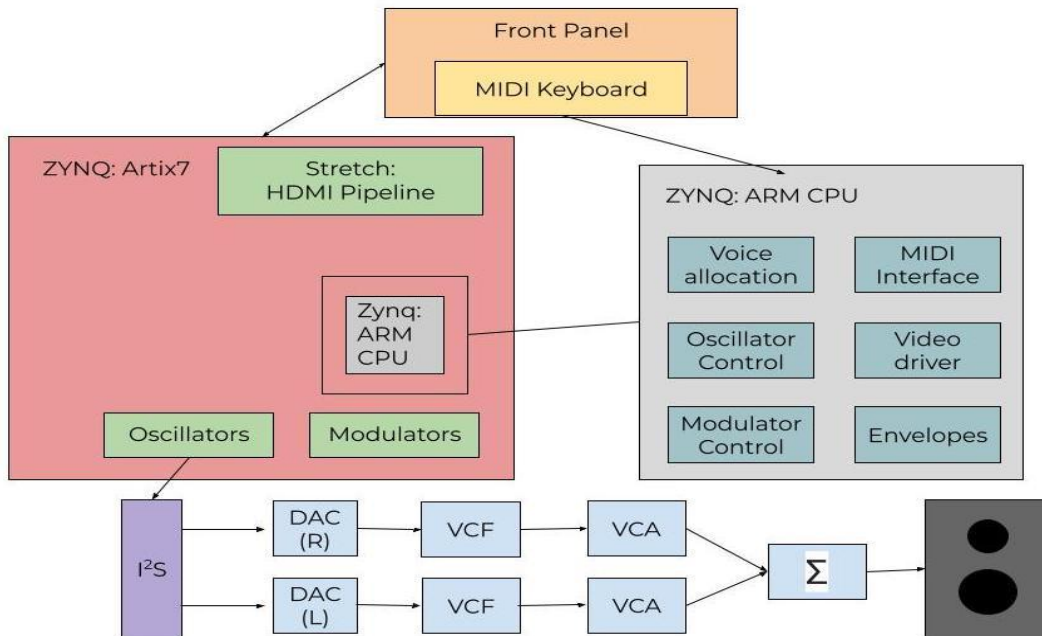 Front Panel
MIDI Keyboard
ZYNQ: Artix7
Stretch:
HDMI Pipeline
Zynq:
ARM
CPU
Oscillators
Modulators
ZYNQ: ARM CPU
Voice
allocation
MIDI
Interface
Oscillator
Control
Video
driver
Modulator
Control
Envelopes
I²S
DAC
(R)
VCF
VCA
DAC
(L)
VCF
VCA
Σ